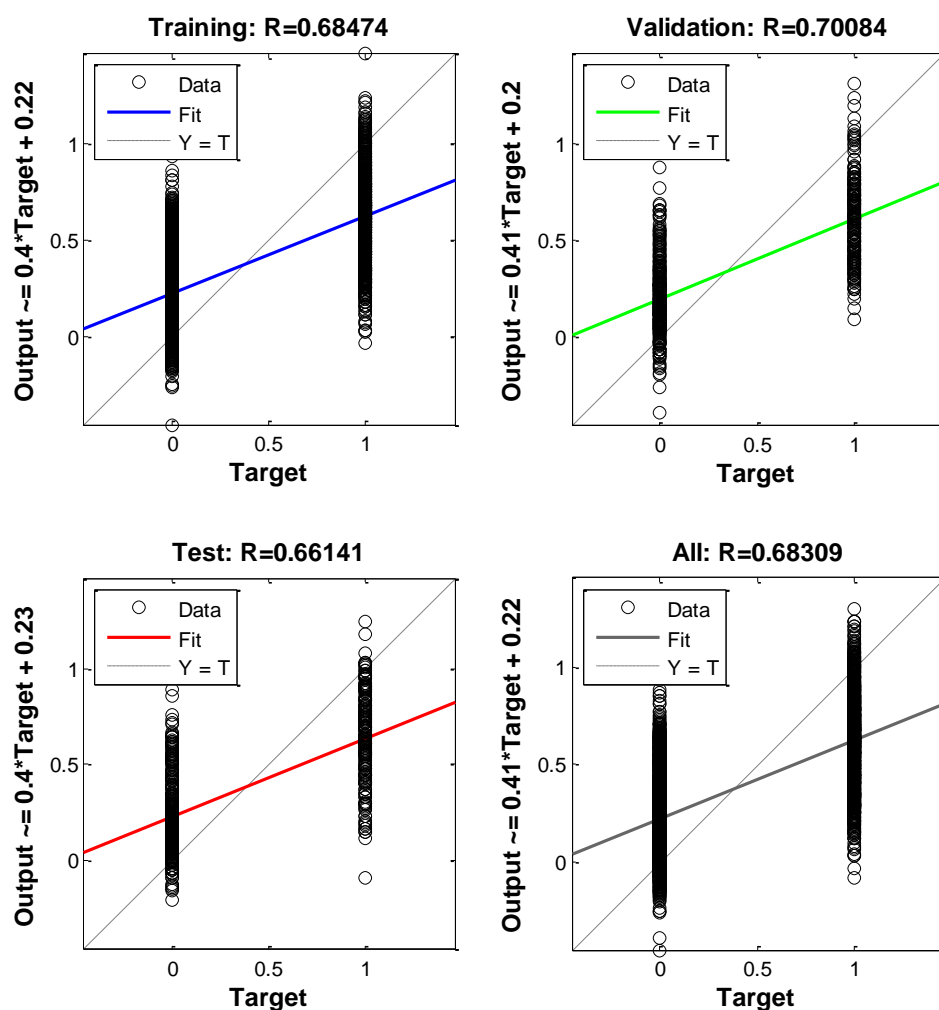 Training: R=0.68474
Output ~= 0.4*Target + 0.22
Data
Fit
Y = T
1
0.5
0
0 0.5 1
Target
Validation: R=0.70084
Output ~= 0.41*Target + 0.2
Data
Fit
Y = T
1
0.5
0
0 0.5 1
Target
Test: R=0.66141
Output ~= 0.4*Target + 0.23
Data
Fit
Y = T
1
0.5
0
0 0.5 1
Target
All: R=0.68309
Output ~= 0.41*Target + 0.22
Data
Fit
Y = T
1
0.5
0
0 0.5 1
Target